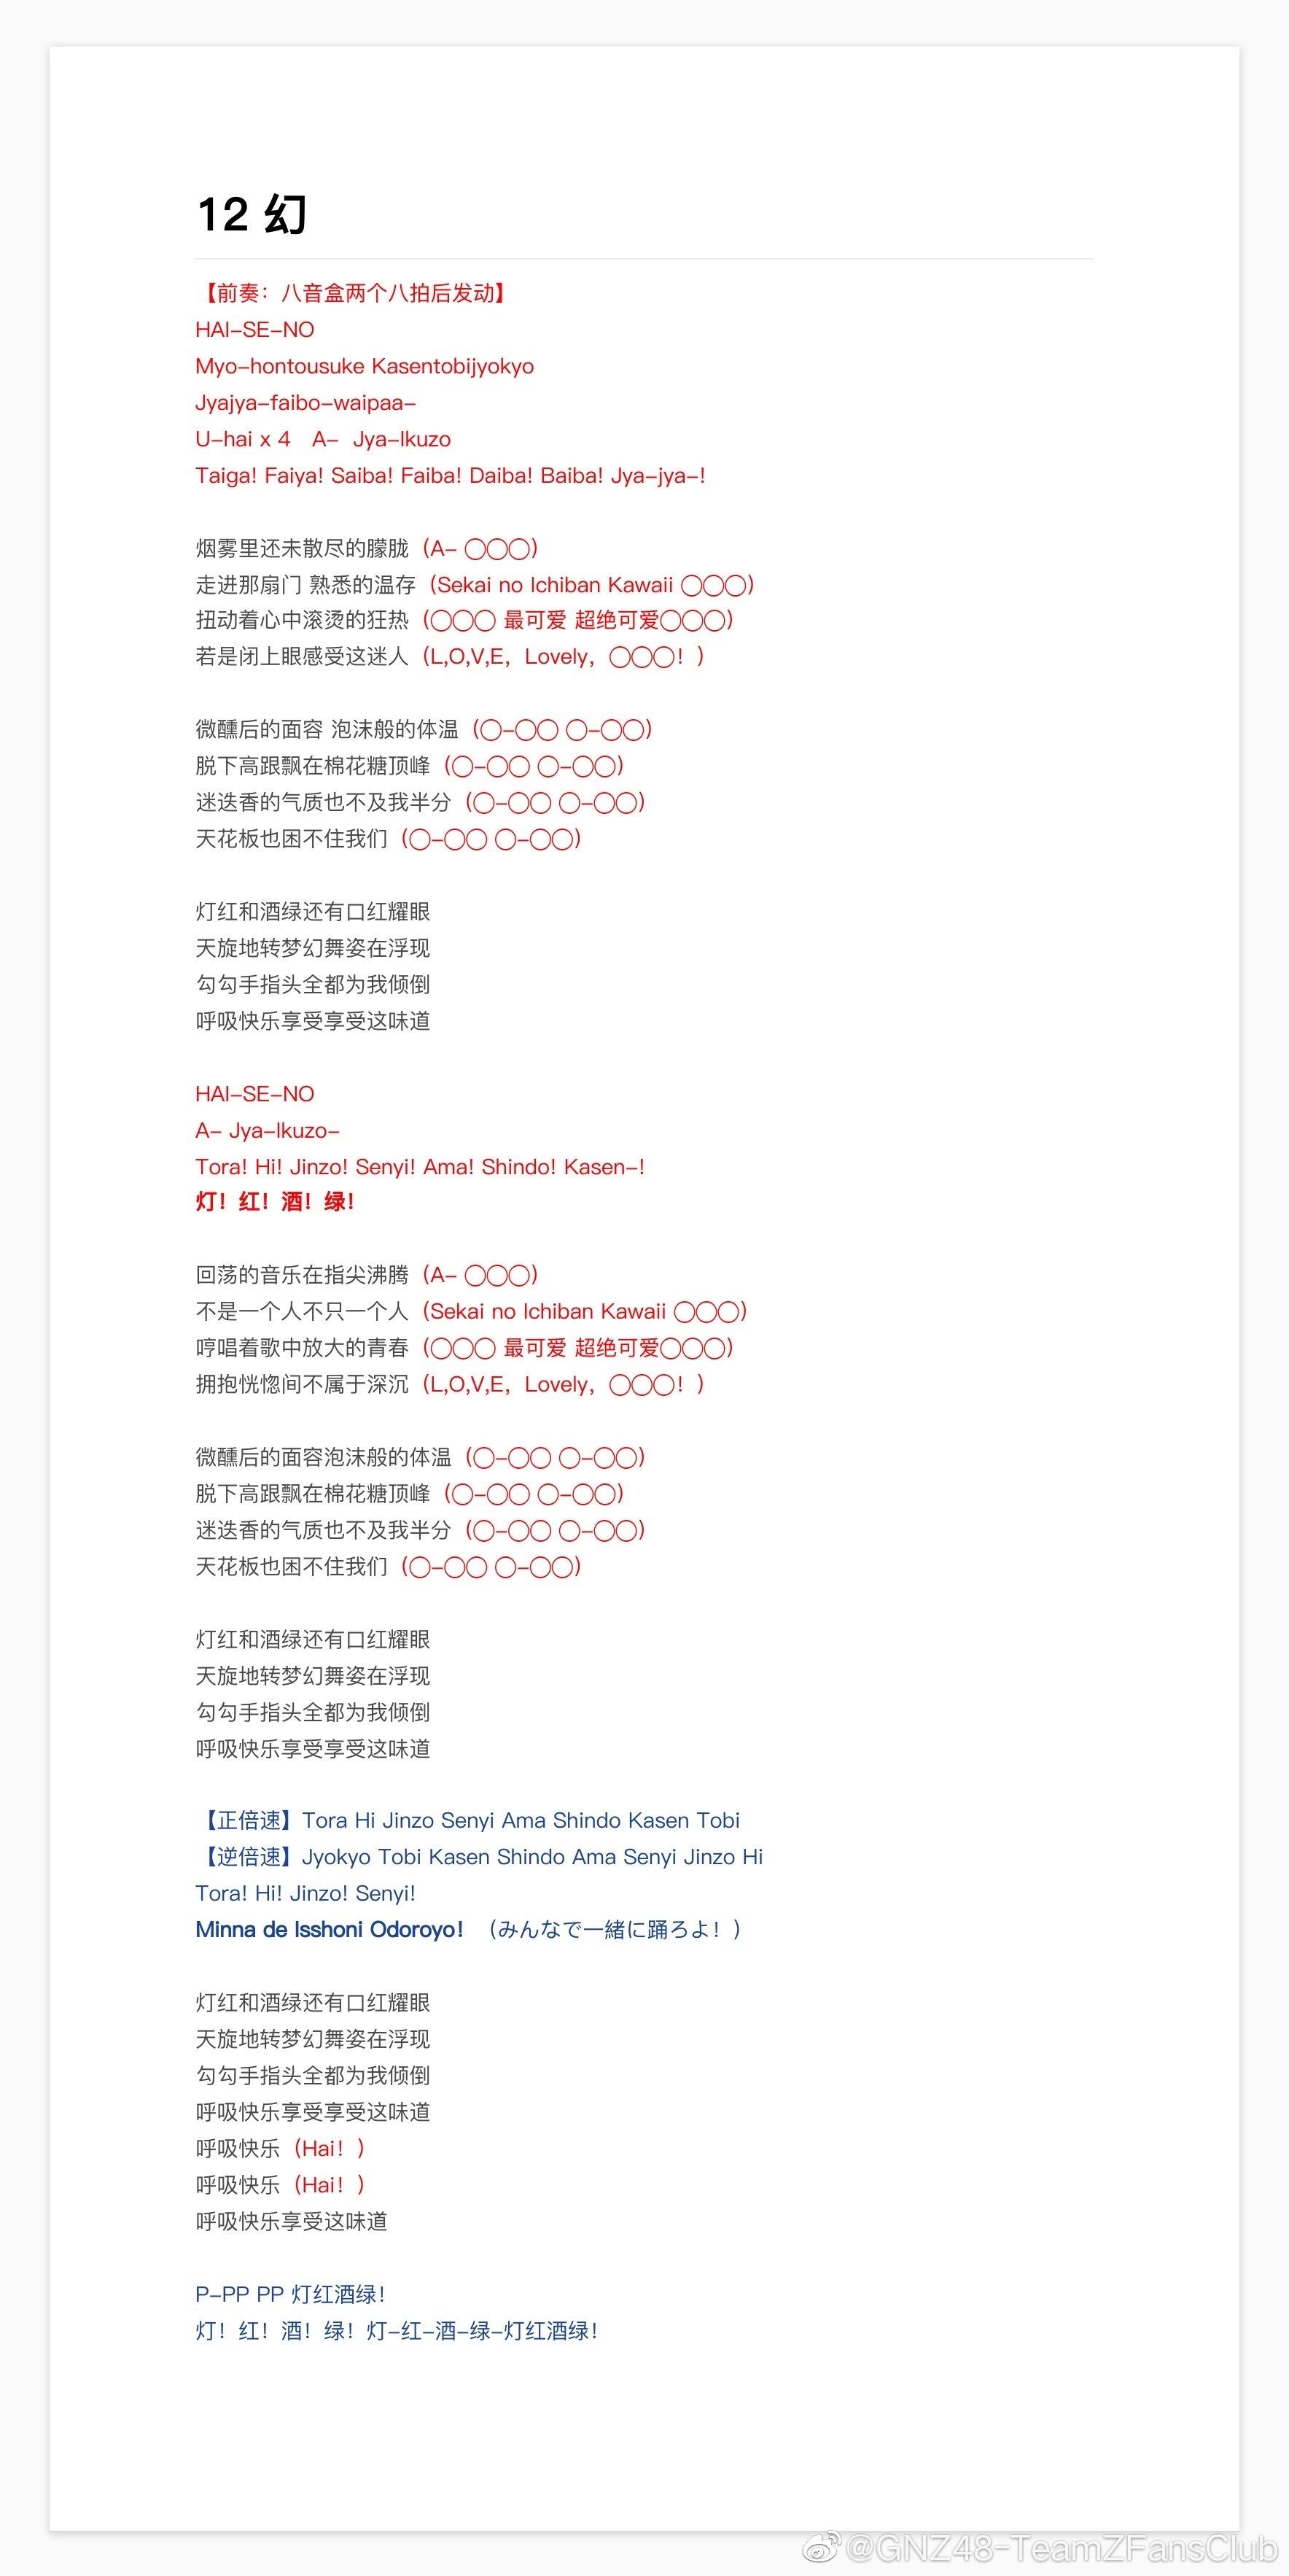 12 幻
【前奏：八音盒两个八拍后发动】
HAI-SE-NO
Myo-hontousuke Kasentobijyokyo
Jyajya-faibo-waipaa-
U-hai x 4 A- Jya-Ikuzo
Taiga! Faiya! Saiba! Faiba! Daiba! Baiba! Jya-jya-!
烟雾里还未散尽的朦胧（A- ◯◯◯）
走进那扇门 熟悉的温存（Sekai no Ichiban Kawaii ◯◯◯）
扭动着心中滚烫的狂热（◯◯◯ 最可爱 超绝可爱◯◯◯）
若是闭上眼感受这迷人（L,O,V,E，Lovely，◯◯◯！）
微醺后的面容 泡沫般的体温（◯-◯◯ ◯-◯◯）
脱下高跟飘在棉花糖顶峰（◯-◯◯ ◯-◯◯）
迷迭香的气质也不及我半分（◯-◯◯ ◯-◯◯）
天花板也困不住我们（◯-◯◯ ◯-◯◯）
灯红和酒绿还有口红耀眼
天旋地转梦幻舞姿在浮现
勾勾手指头全都为我倾倒
呼吸快乐享受享受这味道
HAI-SE-NO
A- Jya-Ikuzo-
Tora! Hi! Jinzo! Senyi! Ama! Shindo! Kasen-!
灯！红！酒！绿！
回荡的音乐在指尖沸腾（A- ◯◯◯）
不是一个人不只一个人（Sekai no Ichiban Kawaii ◯◯◯）
哼唱着歌中放大的青春（◯◯◯ 最可爱 超绝可爱◯◯◯）
拥抱恍惚间不属于深沉（L,O,V,E，Lovely，◯◯◯！）
微醺后的面容泡沫般的体温（◯-◯◯ ◯-◯◯）
脱下高跟飘在棉花糖顶峰（◯-◯◯ ◯-◯◯）
迷迭香的气质也不及我半分（◯-◯◯ ◯-◯◯）
天花板也困不住我们（◯-◯◯ ◯-◯◯）
灯红和酒绿还有口红耀眼
天旋地转梦幻舞姿在浮现
勾勾手指头全都为我倾倒
呼吸快乐享受享受这味道
【正倍速】Tora Hi Jinzo Senyi Ama Shindo Kasen Tobi
【逆倍速】Jyokyo Tobi Kasen Shindo Ama Senyi Jinzo Hi
Tora! Hi! Jinzo! Senyi!
Minna de Isshoni Odoroyo！（みんなで一緒に踊ろよ！）
灯红和酒绿还有口红耀眼
天旋地转梦幻舞姿在浮现
勾勾手指头全都为我倾倒
呼吸快乐享受享受这味道
呼吸快乐（Hai！）
呼吸快乐（Hai！）
呼吸快乐享受这味道
P-PP PP 灯红酒绿！
灯！红！酒！绿！灯-红-酒-绿-灯红酒绿！
@GNZ48-TeamZFansClub